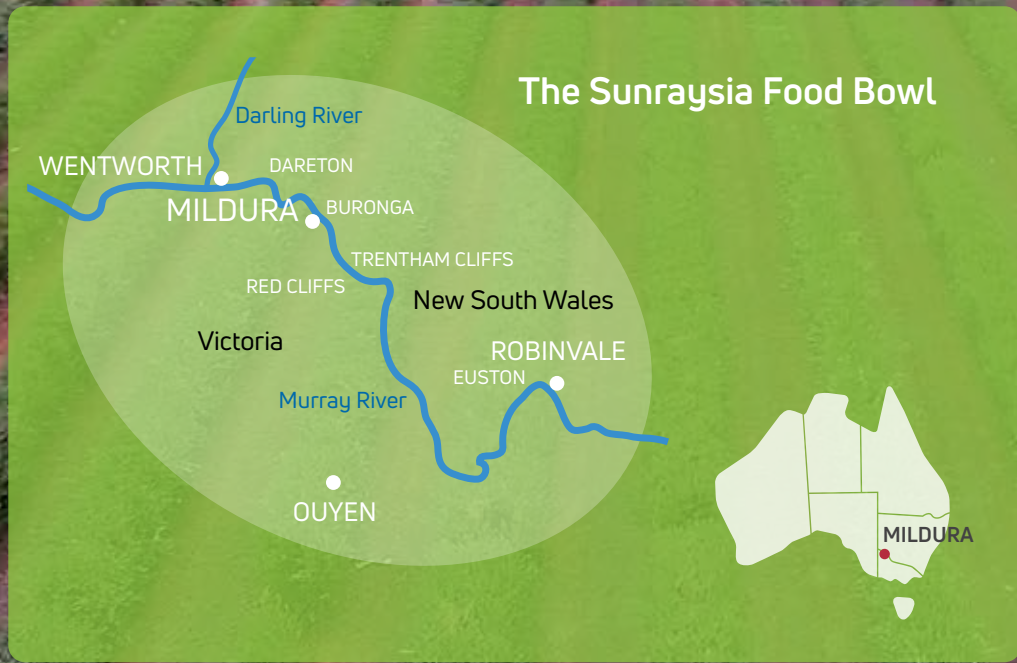 The Sunraysia Food Bowl
Darling River
WENTWORTH
DARETON
MILDURA
BURONGA
TRENTHAM CLIFFS
RED CLIFFS
New South Wales
Victoria
ROBINVALE
EUSTON
Murray River
OUYEN
MILDURA